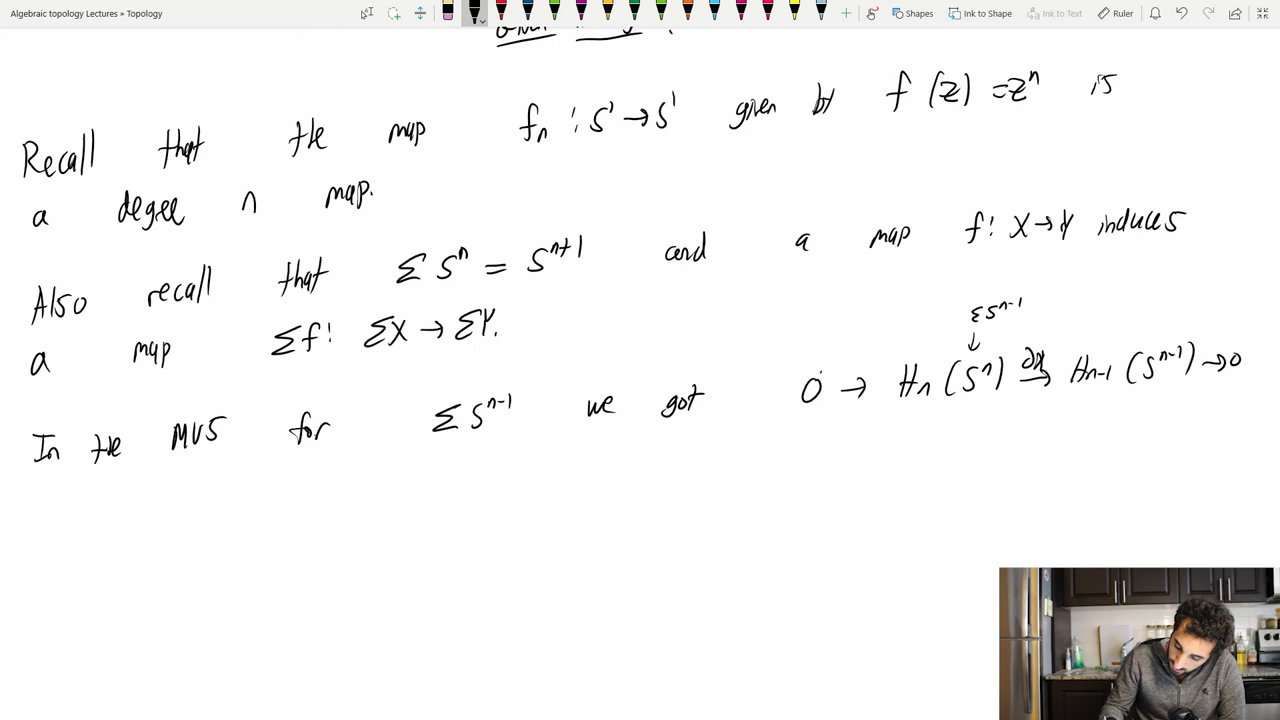 Algebraic topology Lectures » Topology
Shapes Ink to Shape Ink to Text Ruler
Recall that the map fₙ : S¹ → S¹ given by f(z) = zⁿ is
a degee n map.
Also recall that ΣSⁿ = Sⁿ⁺¹ and a map f: X → Y induces
a map Σf: ΣX → ΣY.
ΣSⁿ⁻¹
↓
In the MVS for ΣSⁿ⁻¹ we got 0 → Hₙ(Sⁿ) →∂* Hₙ₋₁(Sⁿ⁻¹) → 0